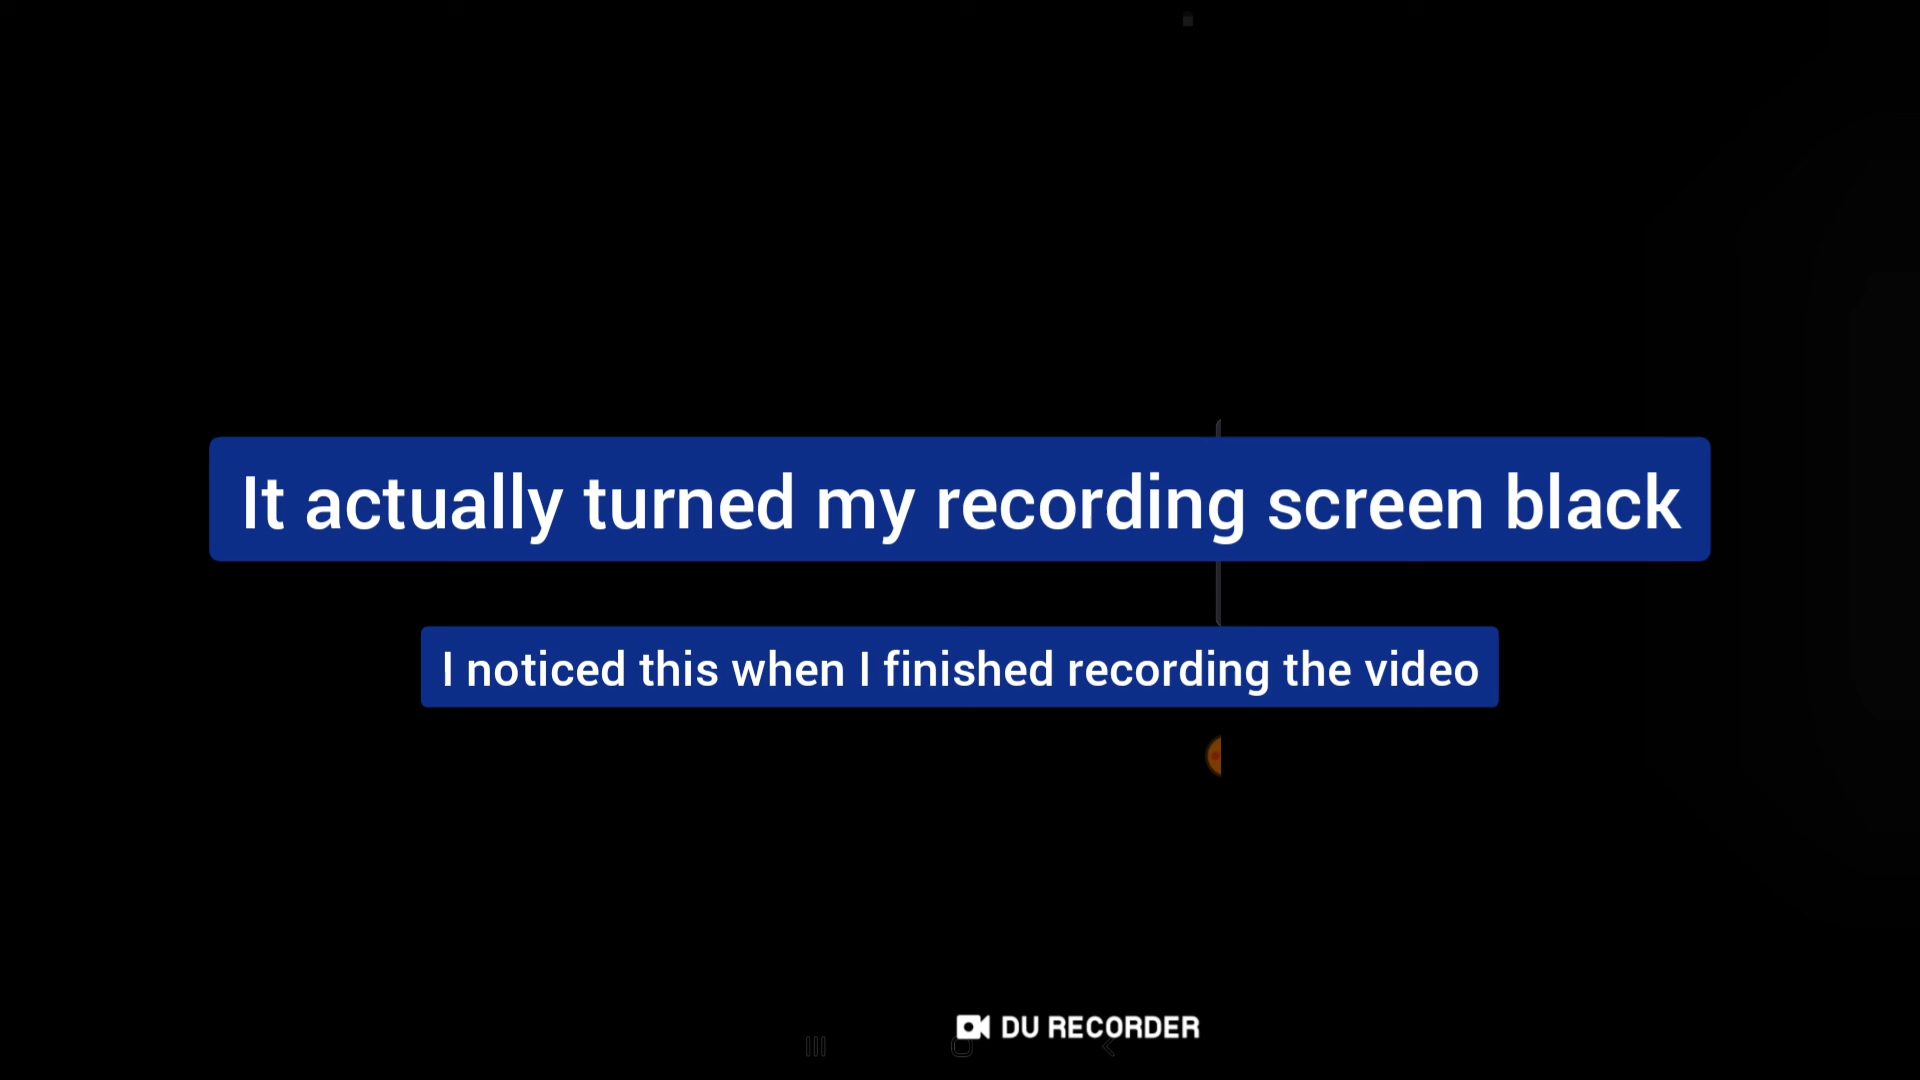 It actually turned my recording screen black
I noticed this when I finished recording the video
DU RECORDER